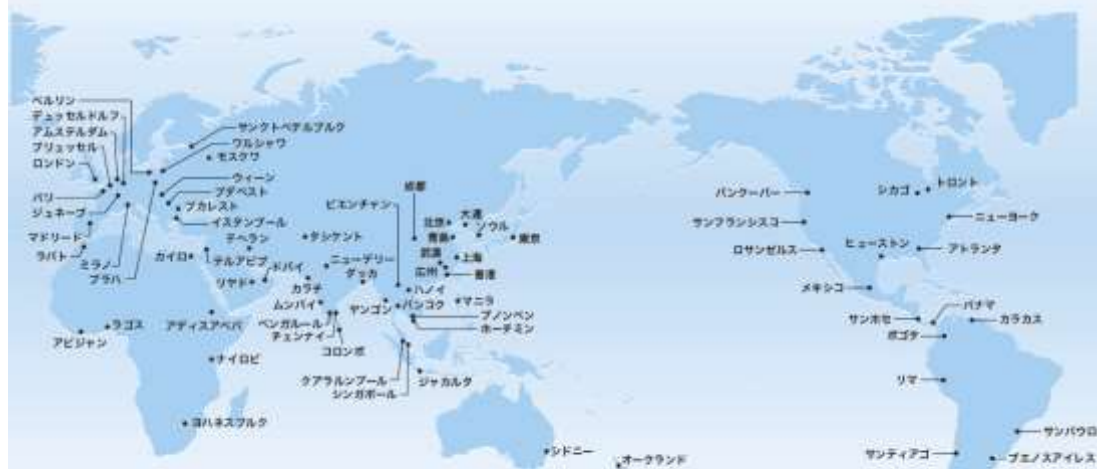 ベルリン
デュッセルドルフ
アムステルダム
ブリュッセル
ロンドン
パリ
ジュネーブ
マドリード
ラバト
ミラノ
プラハ
サンクトペテルブルク
ワルシャワ
モスクワ
ウィーン
ブダペスト
ブカレスト
イスタンブール
テヘラン
カイロ
テルアビブ
リヤド
ドバイ
タシケント
ニューデリー
カラチ
ダッカ
ムンバイ
ベンガルール
チェンナイ
コロンボ
ビエンチャン
ヤンゴン
成都
北京
大連
ソウル
青島
東京
武漢
上海
広州
香港
ハノイ
バンコク
マニラ
プノンペン
ホーチミン
クアラルンプール
シンガポール
ジャカルタ
ラゴス
アビジャン
アディスアベバ
ナイロビ
ヨハネスブルク
シドニー
オークランド
バンクーバー
サンフランシスコ
ロサンゼルス
シカゴ
トロント
ニューヨーク
ヒューストン
アトランタ
メキシコ
サンホセ
パナマ
カラカス
ボゴタ
リマ
サンパウロ
サンティアゴ
ブエノスアイレス